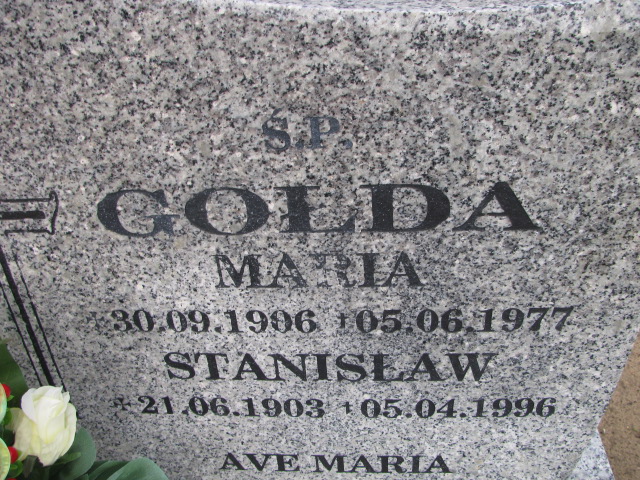 Ś.P.
GOŁDA
MARIA
*30.09.1906 †05.06.1977
STANISŁAW
*21.06.1903 †05.04.1996
AVE MARIA